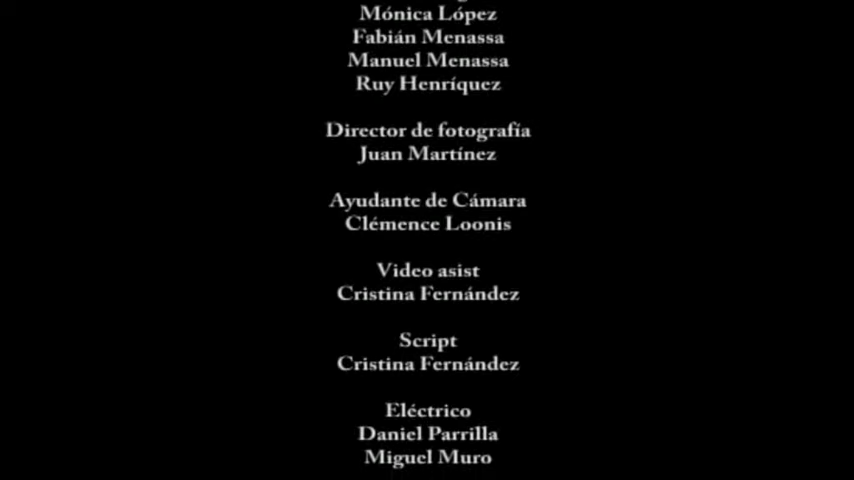 Mónica López
Fabián Menassa
Manuel Menassa
Ruy Henríquez
Director de fotografía
Juan Martínez
Ayudante de Cámara
Clémence Loonis
Video asist
Cristina Fernández
Script
Cristina Fernández
Eléctrico
Daniel Parrilla
Miguel Muro